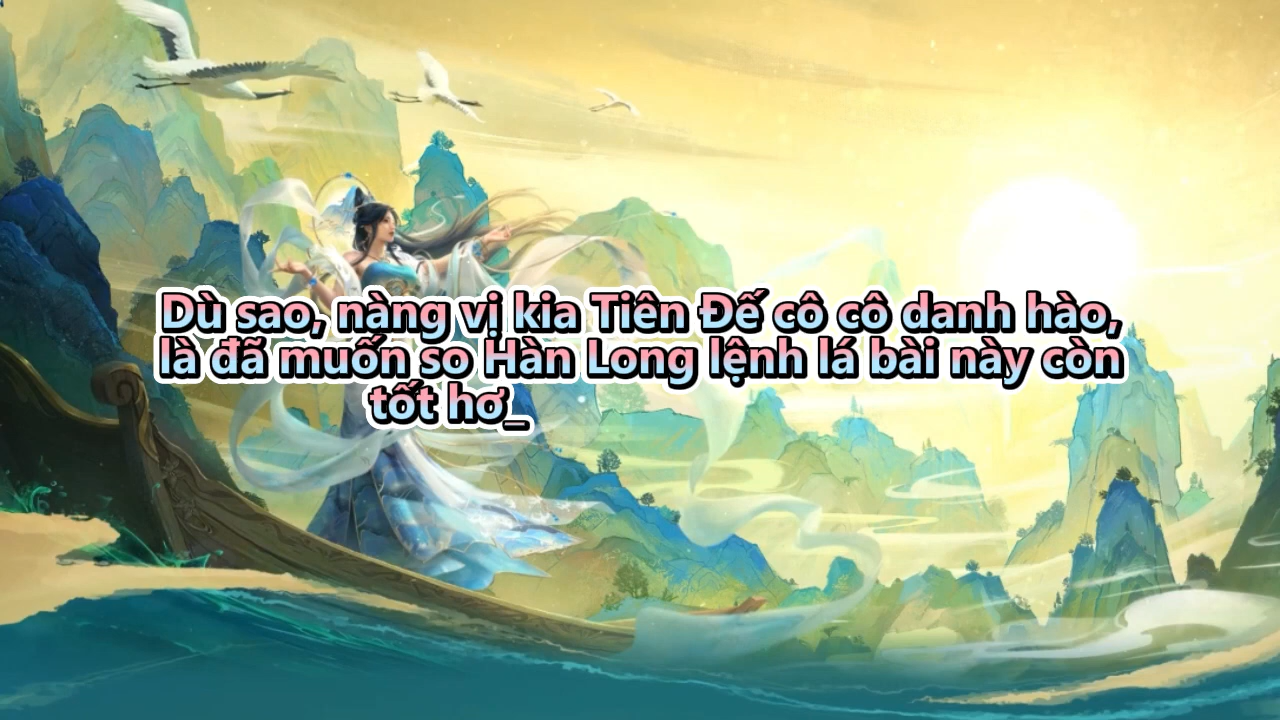 Dù sao, nàng vị kia Tiên Đế cô cô danh hào,
là đã muốn so Hàn Long lệnh lá bài này còn
tốt hơ_